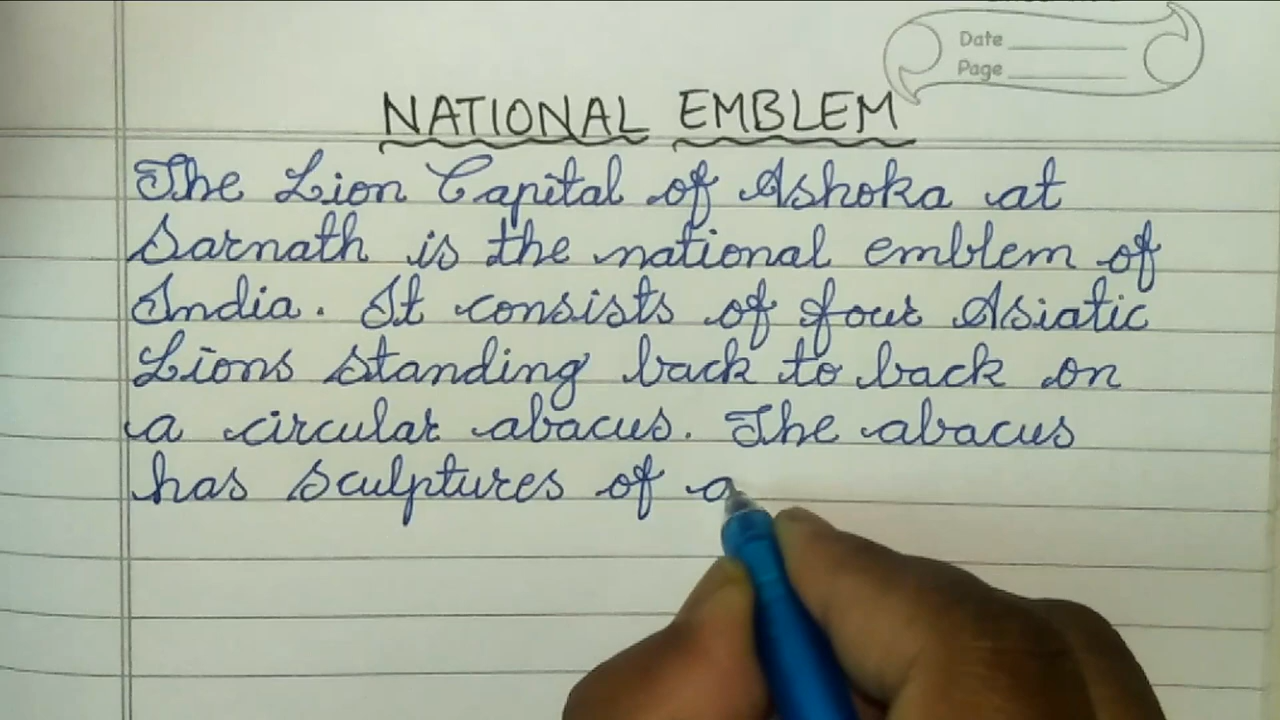 Date
Page
NATIONAL EMBLEM
The Lion Capital of Ashoka at
Sarnath is the national emblem of
India. It consists of four Asiatic
Lions standing back to back on
a circular abacus. The abacus
has sculptures of a